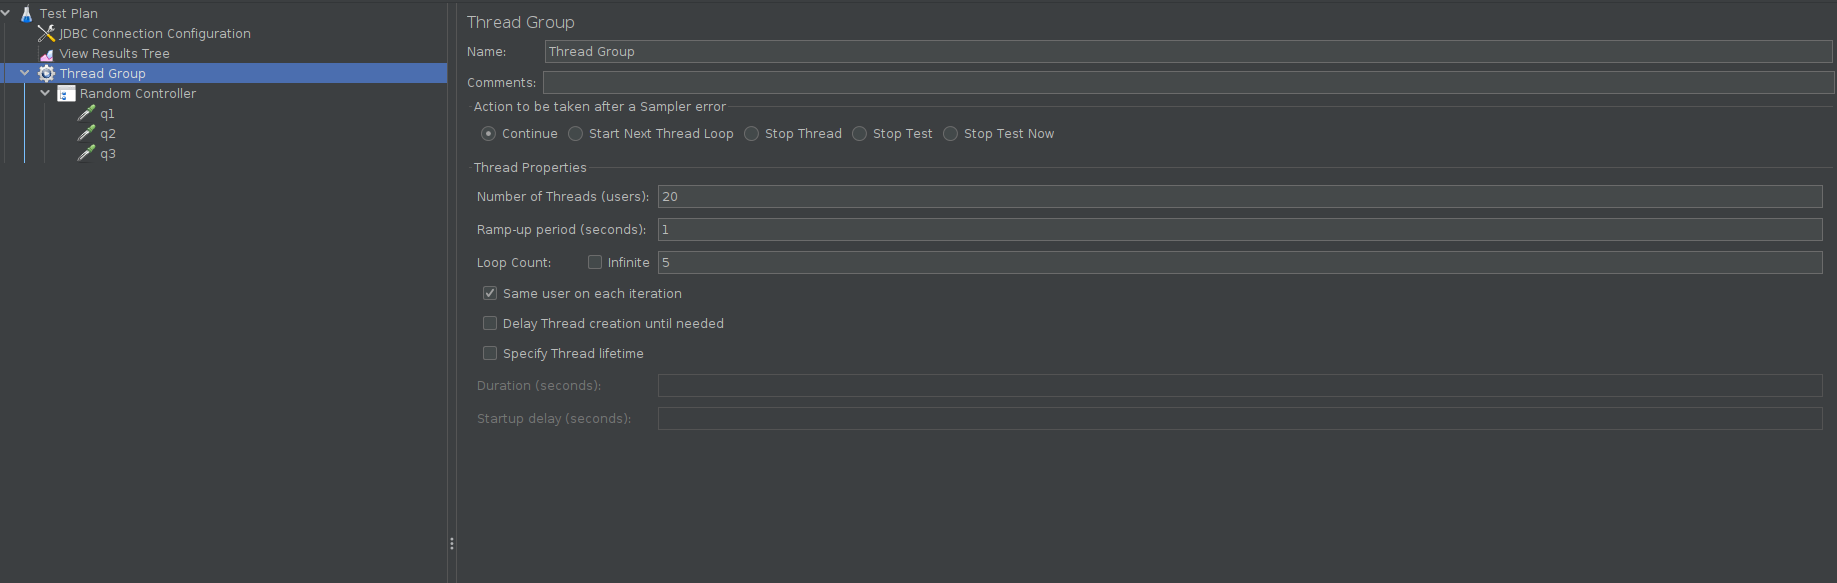 Test Plan
JDBC Connection Configuration
View Results Tree
Thread Group
Random Controller
q1
q2
q3
Thread Group
Name: Thread Group
Comments:
Action to be taken after a Sampler error
Continue Start Next Thread Loop Stop Thread Stop Test Stop Test Now
Thread Properties
Number of Threads (users): 20
Ramp-up period (seconds): 1
Loop Count: Infinite 5
Same user on each iteration
Delay Thread creation until needed
Specify Thread lifetime
Duration (seconds):
Startup delay (seconds):